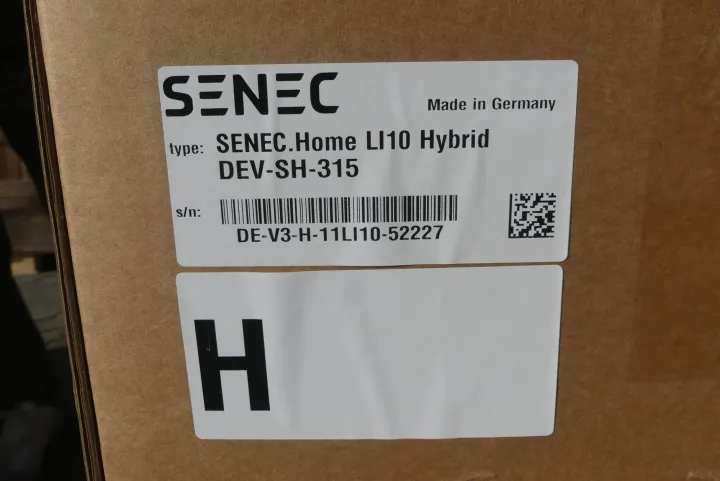 SENEC
Made in Germany
type: SENEC.Home LI10 Hybrid
DEV-SH-315
s/n:
DE-V3-H-11LI10-52227
H